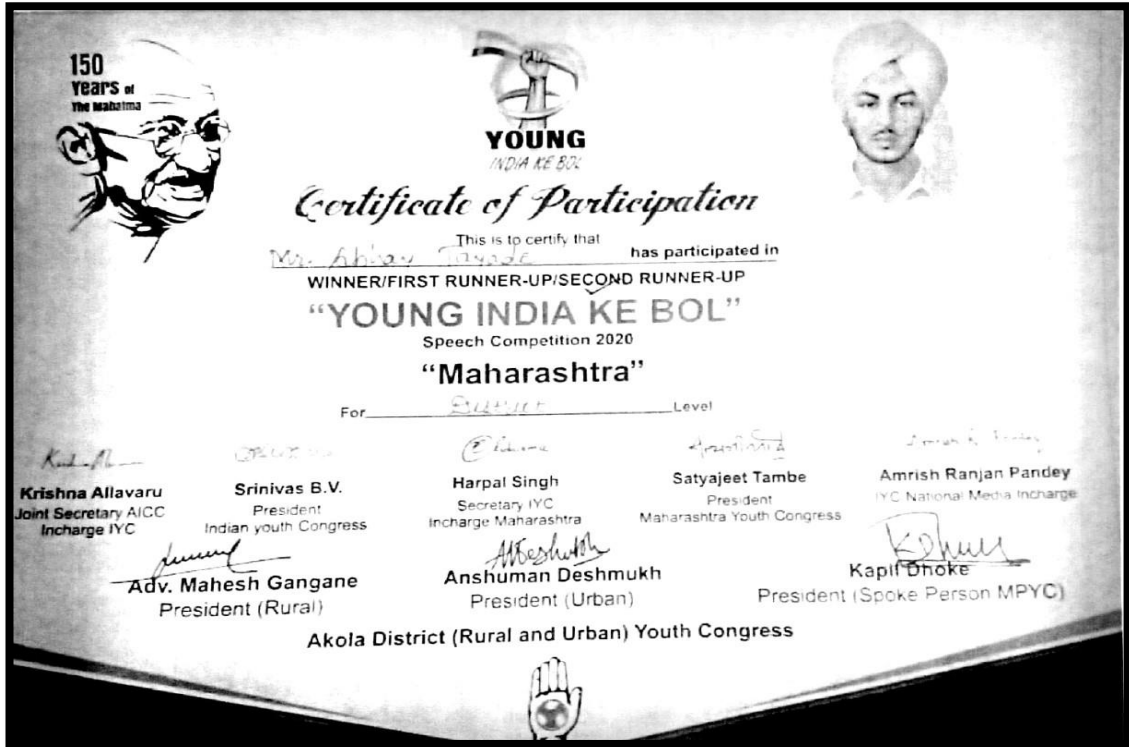 150
Years of
The Mahatma
YOUNG
INDIA KE BOL
Certificate of Participation
This is to certify that
Mr. Abhay Tayade has participated in
WINNER/FIRST RUNNER-UP/SECOND RUNNER-UP
“YOUNG INDIA KE BOL”
Speech Competition 2020
“Maharashtra”
For District Level
Krishna Allavaru
Joint Secretary AICC
Incharge IYC
Srinivas B.V.
President
Indian youth Congress
Harpal Singh
Secretary IYC
Incharge Maharashtra
Satyajeet Tambe
President
Maharashtra Youth Congress
Amrish Ranjan Pandey
IYC National Media Incharge
Adv. Mahesh Gangane
President (Rural)
Anshuman Deshmukh
President (Urban)
Kapil Dhoke
President (Spoke Person MPYC)
Akola District (Rural and Urban) Youth Congress